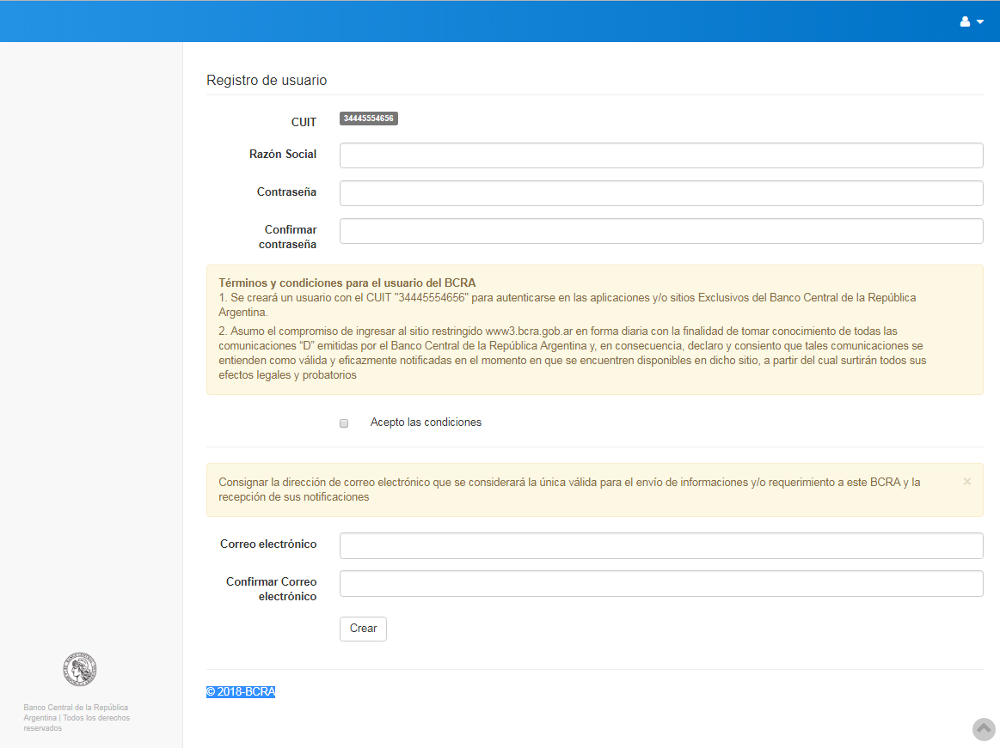 Registro de usuario
CUIT
34445554656
Razón Social
Contraseña
Confirmar
contraseña
Términos y condiciones para el usuario del BCRA
1. Se creará un usuario con el CUIT "34445554656" para autenticarse en las aplicaciones y/o sitios Exclusivos del Banco Central de la República
Argentina.
2. Asumo el compromiso de ingresar al sitio restringido www3.bcra.gob.ar en forma diaria con la finalidad de tomar conocimiento de todas las
comunicaciones “D” emitidas por el Banco Central de la República Argentina y, en consecuencia, declaro y consiento que tales comunicaciones se
entienden como válida y eficazmente notificadas en el momento en que se encuentren disponibles en dicho sitio, a partir del cual surtirán todos sus
efectos legales y probatorios
Acepto las condiciones
Consignar la dirección de correo electrónico que se considerará la única válida para el envío de informaciones y/o requerimiento a este BCRA y la
recepción de sus notificaciones
×
Correo electrónico
Confirmar Correo
electrónico
Crear
© 2018-BCRA
Banco Central de la República
Argentina | Todos los derechos
reservados